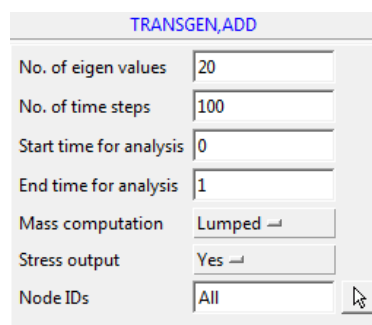 TRANSGEN,ADD
No. of eigen values 20
No. of time steps 100
Start time for analysis 0
End time for analysis 1
Mass computation Lumped
Stress output Yes
Node IDs All